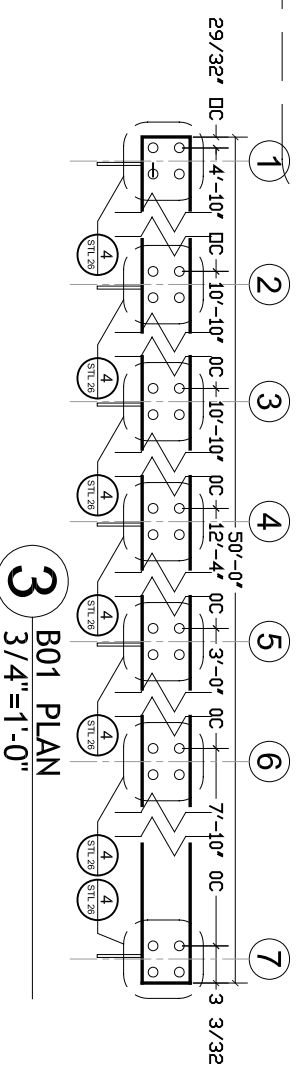 1
2
3
4
5
6
7
50'-0"
29/32" OC
4'-10" OC
10'-10" OC
10'-10" OC
12'-4" OC
3'-0" OC
7'-10" OC
3 3/32
4
STL 26
4
STL 26
4
STL 26
4
STL 26
4
STL 26
4
STL 26
4
STL 26
4
STL 26
3
B01 PLAN
3/4"=1'-0"